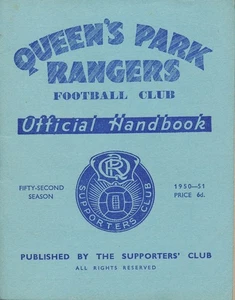 QUEEN'S PARK
RANGERS
FOOTBALL CLUB
Official Handbook
FIFTY-SECOND
SEASON
QPR
SUPPORTERS CLUB
1950-51
PRICE 6d.
PUBLISHED BY THE SUPPORTERS' CLUB
ALL RIGHTS RESERVED